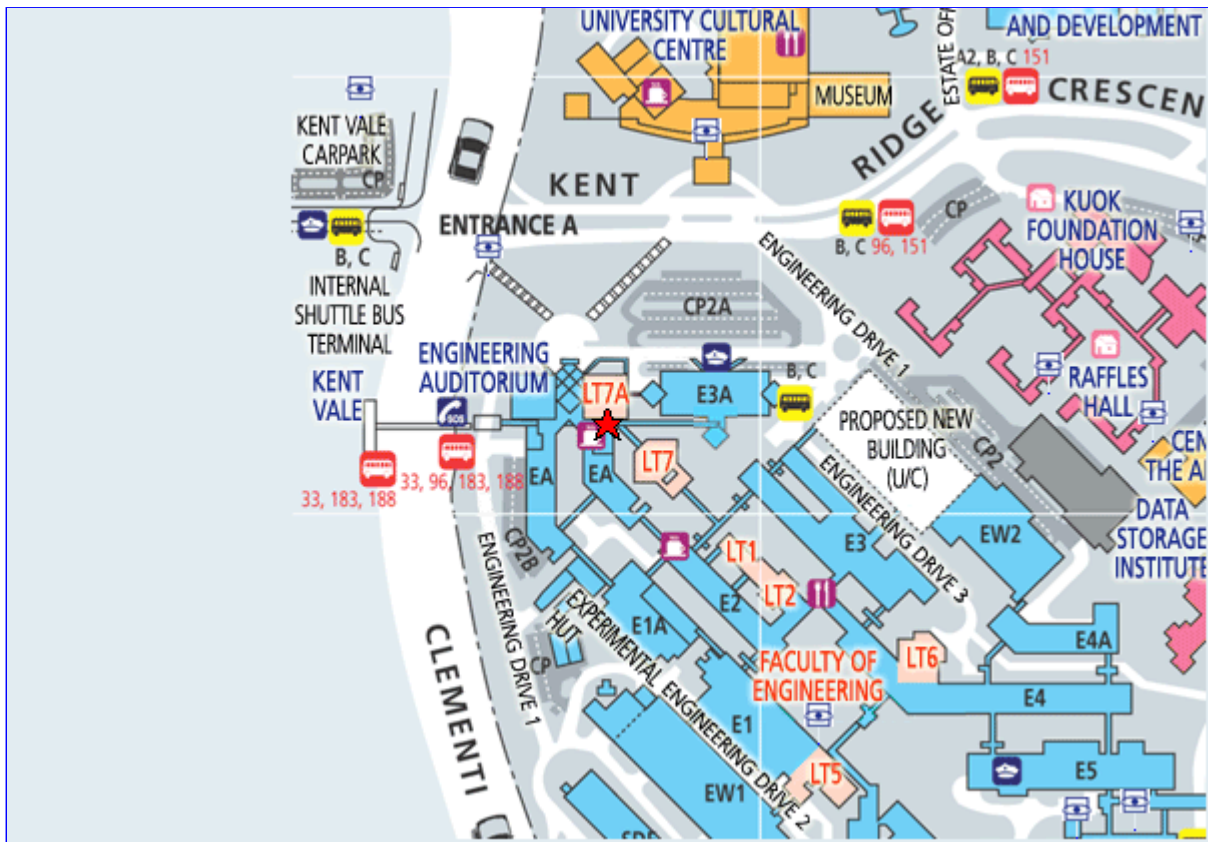 UNIVERSITY CULTURAL
CENTRE
MUSEUM
ESTATE OF
AND DEVELOPMENT
A2, B, C 151
CRESCEN
RIDGE
KENT
KENT VALE
CARPARK
CP
ENTRANCE A
B, C
INTERNAL
SHUTTLE BUS
TERMINAL
KENT
VALE
B, C 96, 151
CP
KUOK
FOUNDATION
HOUSE
ENGINEERING DRIVE 1
CP2A
ENGINEERING
AUDITORIUM
LT7A
E3A
B, C
RAFFLES
HALL
PROPOSED NEW
BUILDING
(U/C)
CP2
CEN
THE A
DATA
STORAGE
INSTITUTE
SOS
33, 183, 188
33, 96, 183, 188
EA
EA
LT7
CP2B
ENGINEERING DRIVE 1
LT1
LT2
E3
ENGINEERING DRIVE 3
EW2
E2
E1A
EXPERIMENTAL
HUT
CP
ENGINEERING DRIVE 2
LT6
E4A
FACULTY OF
ENGINEERING
E4
E1
LT5
E5
EW1
CLEMENTI